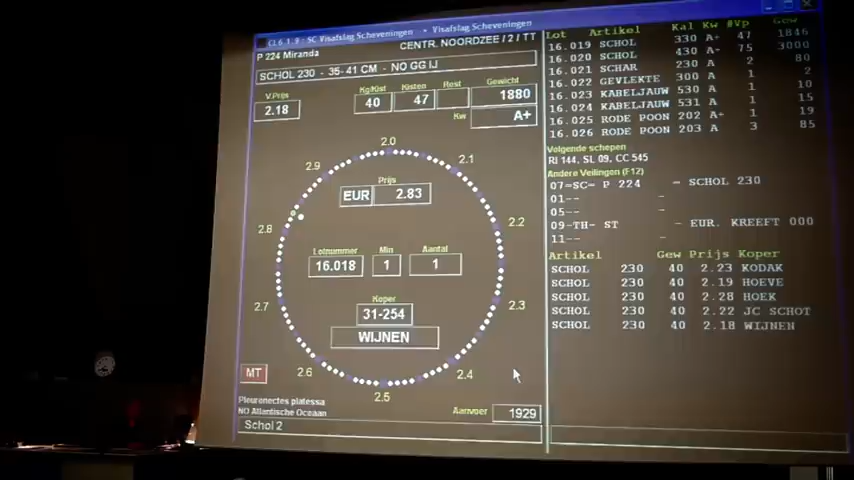 CL6 1.9 - SC Visafslag Scheveningen • Visafslag Scheveningen
P 224 Miranda
CENTR. NOORDZEE / 2 / TT
SCHOL 230 - 35- 41 CM - NO GG IJ
V.Prijs
Kg/Kist
Kisten
Rest
Gewicht
2.18
40
47
1880
Kw
A+
2.0
2.1
2.2
2.3
2.4
2.5
2.6
2.7
2.8
2.9
Prijs
EUR 2.83
Lotnummer
Min
Aantal
16.018
1
1
Koper
31-254
WIJNEN
MT
Pleuronectes platessa
NO Atlantische Oceaan
Aanvoer 1929
Schol 2
Lot Artikel Kal Kw #Vp Gew
16.019 SCHOL 330 A+ 47 1846
16.020 SCHOL 430 A- 75 3000
16.021 SCHAR 230 A 2 80
16.022 GEVLEKTE 300 A 1 10
16.023 KABELJAUW 530 A 1 15
16.024 KABELJAUW 531 A 1 19
16.025 RODE POON 202 A+ 1 19
16.026 RODE POON 203 A 3 85
Volgende schepen
RI 144, SL 09, CC 545
Andere Veilingen (F12)
07=SC= P 224 - SCHOL 230
01-- -
05-- -
09=TH- ST - EUR. KREEFT 000
11-- -
Artikel Gew Prijs Koper
SCHOL 230 40 2.23 KODAK
SCHOL 230 40 2.19 HOEVE
SCHOL 230 40 2.28 HOEK
SCHOL 230 40 2.22 JC SCHOT
SCHOL 230 40 2.18 WIJNEN